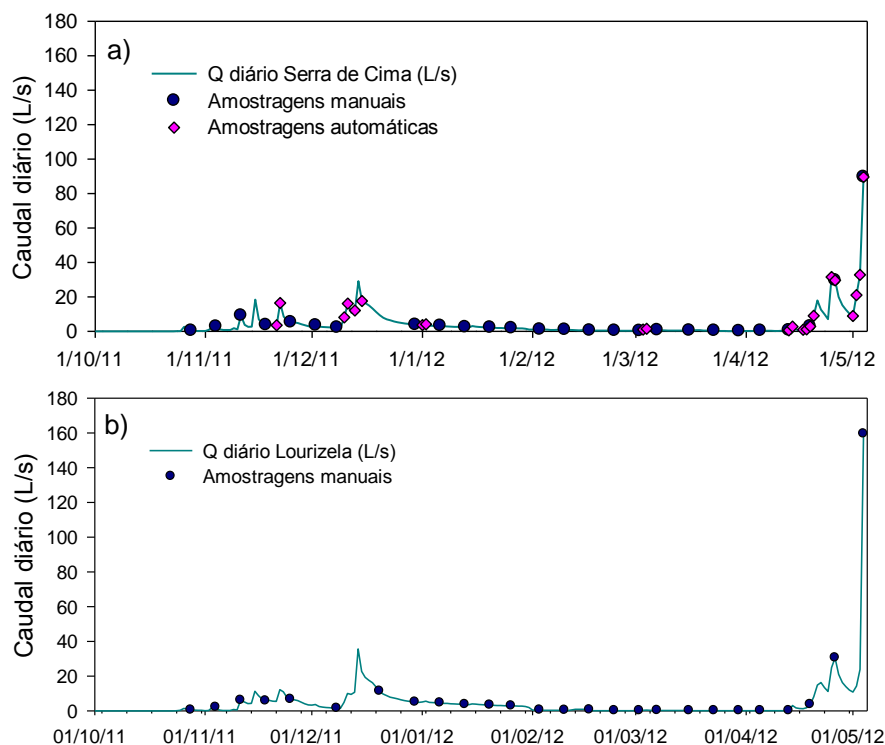 180
a)
160
Q diário Serra de Cima (L/s)
140
Amostragens manuais
120
Amostragens automáticas
100
80
60
40
20
0
Caudal diário (L/s)
1/10/11 1/11/11 1/12/11 1/1/12 1/2/12 1/3/12 1/4/12 1/5/12
180
b)
160
Q diário Lourizela (L/s)
140
Amostragens manuais
120
100
80
60
40
20
0
Caudal diário (L/s)
01/10/11 01/11/11 01/12/11 01/01/12 01/02/12 01/03/12 01/04/12 01/05/12